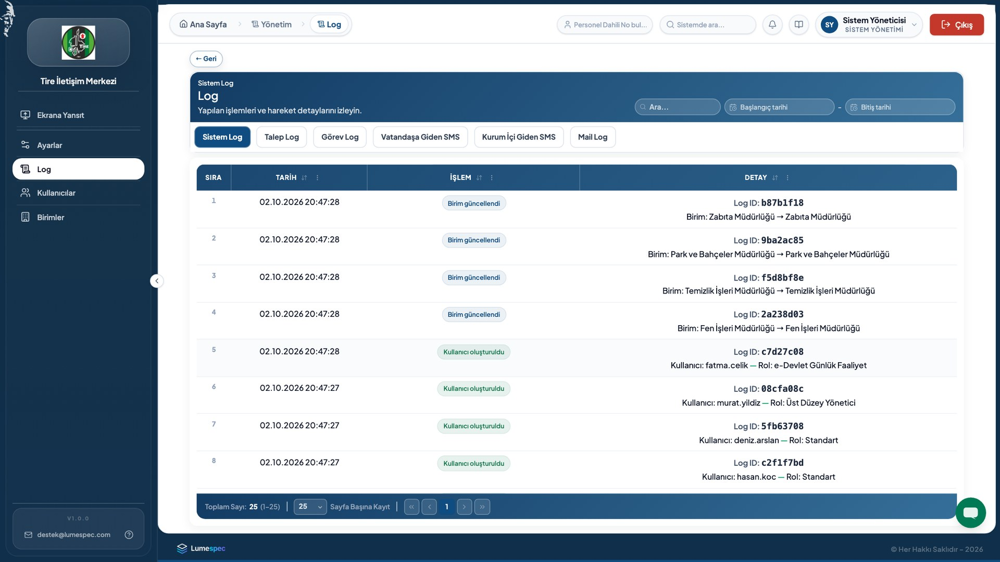 Tire İletişim Merkezi
Ekrana Yansıt
Ayarlar
Log
Kullanıcılar
Birimler
V1.0.0
destek@lumespec.com
Ana Sayfa
Yönetim
Log
Personel Dahili No bul...
Sistemde ara...
SY
Sistem Yöneticisi
SİSTEM YÖNETİMİ
Çıkış
← Geri
Sistem Log
Log
Yapılan işlemleri ve hareket detaylarını izleyin.
Ara...
Başlangıç tarihi
-
Bitiş tarihi
Sistem Log
Talep Log
Görev Log
Vatandaşa Giden SMS
Kurum İçi Giden SMS
Mail Log
SIRA
TARİH
İŞLEM
DETAY
1
02.10.2026 20:47:28
Birim güncellendi
Log ID: b87b1f18
Birim: Zabıta Müdürlüğü → Zabıta Müdürlüğü
2
02.10.2026 20:47:28
Birim güncellendi
Log ID: 9ba2ac85
Birim: Park ve Bahçeler Müdürlüğü → Park ve Bahçeler Müdürlüğü
3
02.10.2026 20:47:28
Birim güncellendi
Log ID: f5d8bf8e
Birim: Temizlik İşleri Müdürlüğü → Temizlik İşleri Müdürlüğü
4
02.10.2026 20:47:28
Birim güncellendi
Log ID: 2a238d03
Birim: Fen İşleri Müdürlüğü → Fen İşleri Müdürlüğü
5
02.10.2026 20:47:28
Kullanıcı oluşturuldu
Log ID: c7d27c08
Kullanıcı: fatma.celik — Rol: e-Devlet Günlük Faaliyet
6
02.10.2026 20:47:27
Kullanıcı oluşturuldu
Log ID: 08cfa08c
Kullanıcı: murat.yildiz — Rol: Üst Düzey Yönetici
7
02.10.2026 20:47:27
Kullanıcı oluşturuldu
Log ID: 5fb63708
Kullanıcı: deniz.arslan — Rol: Standart
8
02.10.2026 20:47:27
Kullanıcı oluşturuldu
Log ID: c2f1f7bd
Kullanıcı: hasan.koc — Rol: Standart
Toplam Sayı: 25 (1–25)
25
Sayfa Başına Kayıt
« ‹ 1 › »
Lumespec
© Her Hakkı Saklıdır – 2026
TİRE